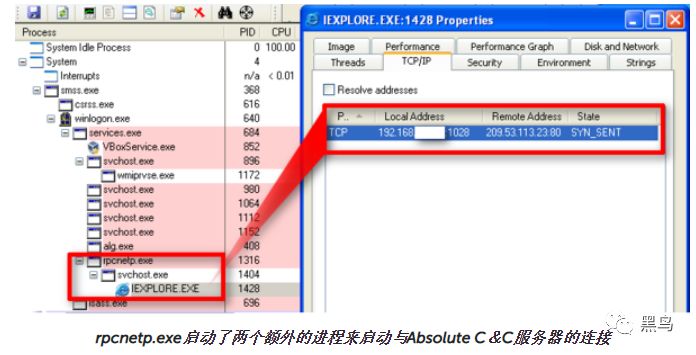 IEXPLORE.EXE:1428 Properties
Process PID CPU
System Idle Process 0 100.00
System 4
Interrupts n/a < 0.01
smss.exe 368
csrss.exe 616
winlogon.exe 640
services.exe 684
VBoxService.exe 852
svchost.exe 896
wmiprvse.exe 1172
svchost.exe 980
svchost.exe 1064
svchost.exe 1112
svchost.exe 1152
alg.exe 408
rpcnetp.exe 1316
svchost.exe 1404
IEXPLORE.EXE 1428
lsass.exe 696
Image Performance Performance Graph Disk and Network
Threads TCP/IP Security Environment Strings
Resolve addresses
P.. Local Address Remote Address State
TCP 192.168 1028 209.53.113.23:80 SYN_SENT
黑鸟
rpcnetp.exe启动了两个额外的进程来启动与Absolute C &C服务器的连接